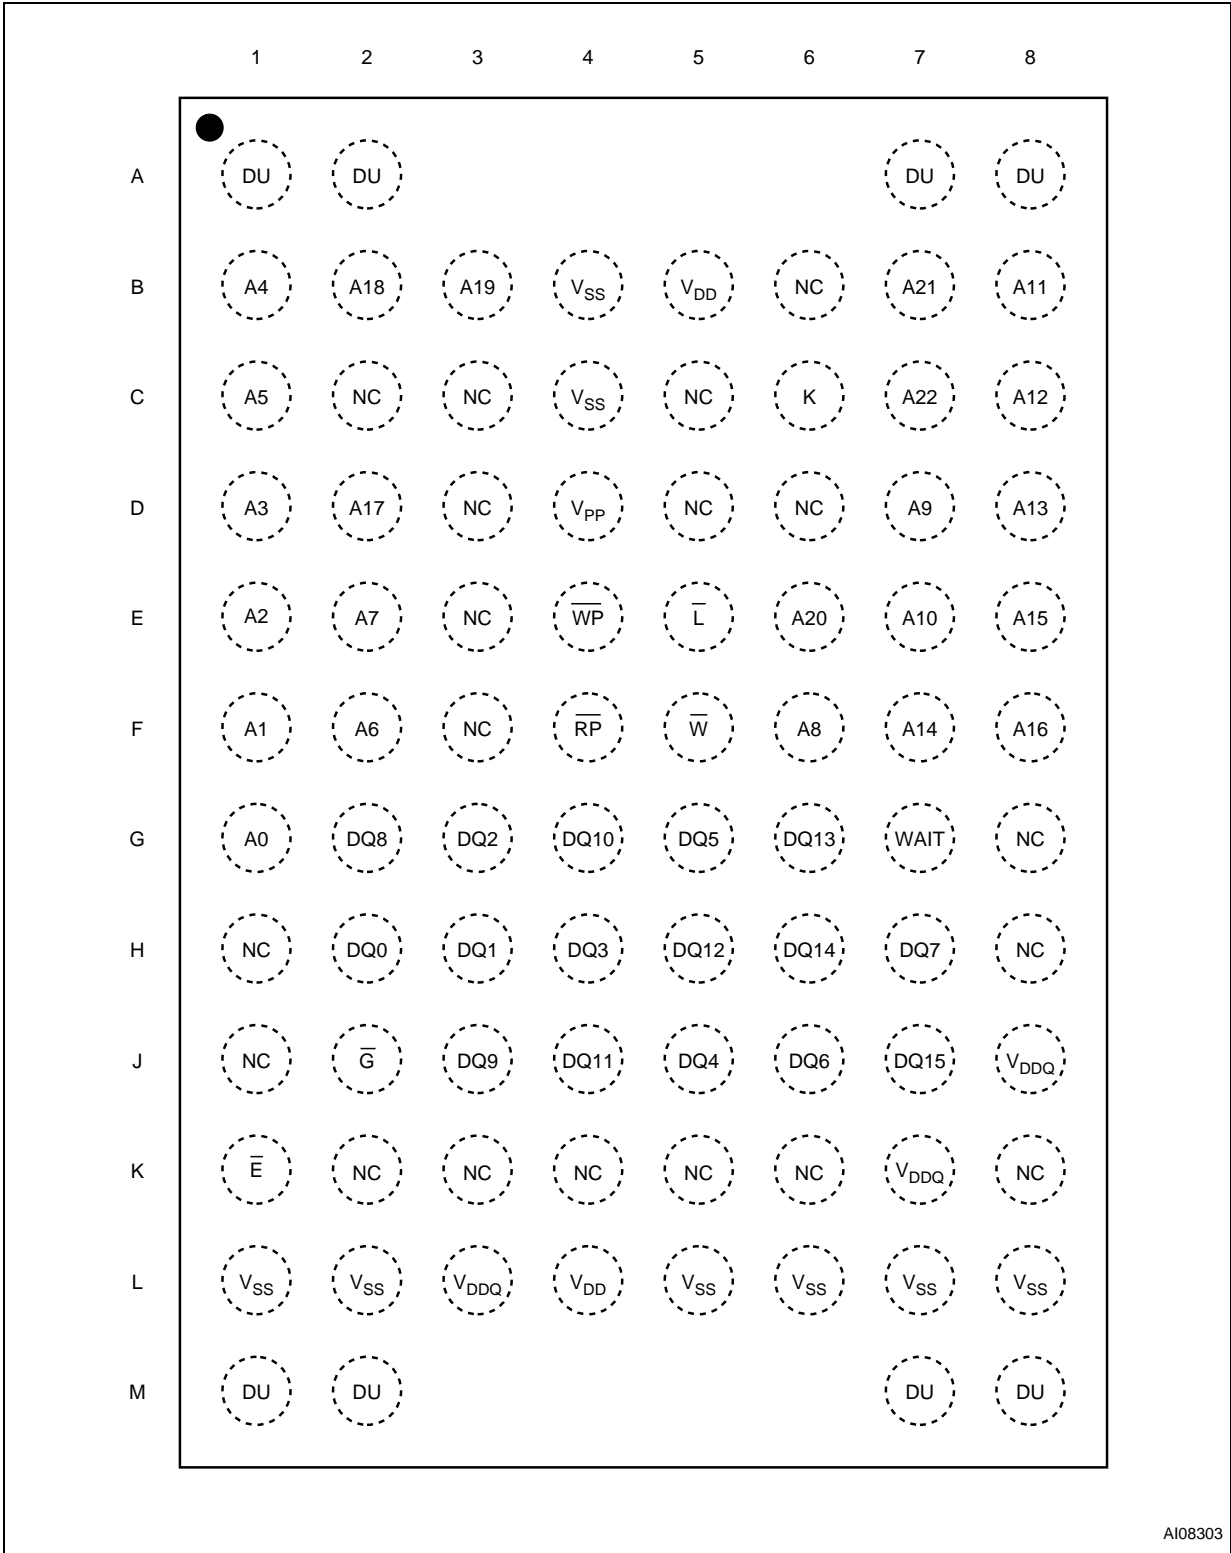 1 2 3 4 5 6 7 8
A DU DU DU DU
B A4 A18 A19 VSS VDD NC A21 A11
C A5 NC NC VSS NC K A22 A12
D A3 A17 NC VPP NC NC A9 A13
E A2 A7 NC W̅P̅ L̅ A20 A10 A15
F A1 A6 NC R̅P̅ W̅ A8 A14 A16
G A0 DQ8 DQ2 DQ10 DQ5 DQ13 WAIT NC
H NC DQ0 DQ1 DQ3 DQ12 DQ14 DQ7 NC
J NC G̅ DQ9 DQ11 DQ4 DQ6 DQ15 VDDQ
K E̅ NC NC NC NC NC VDDQ NC
L VSS VSS VDDQ VDD VSS VSS VSS VSS
M DU DU DU DU
AI08303